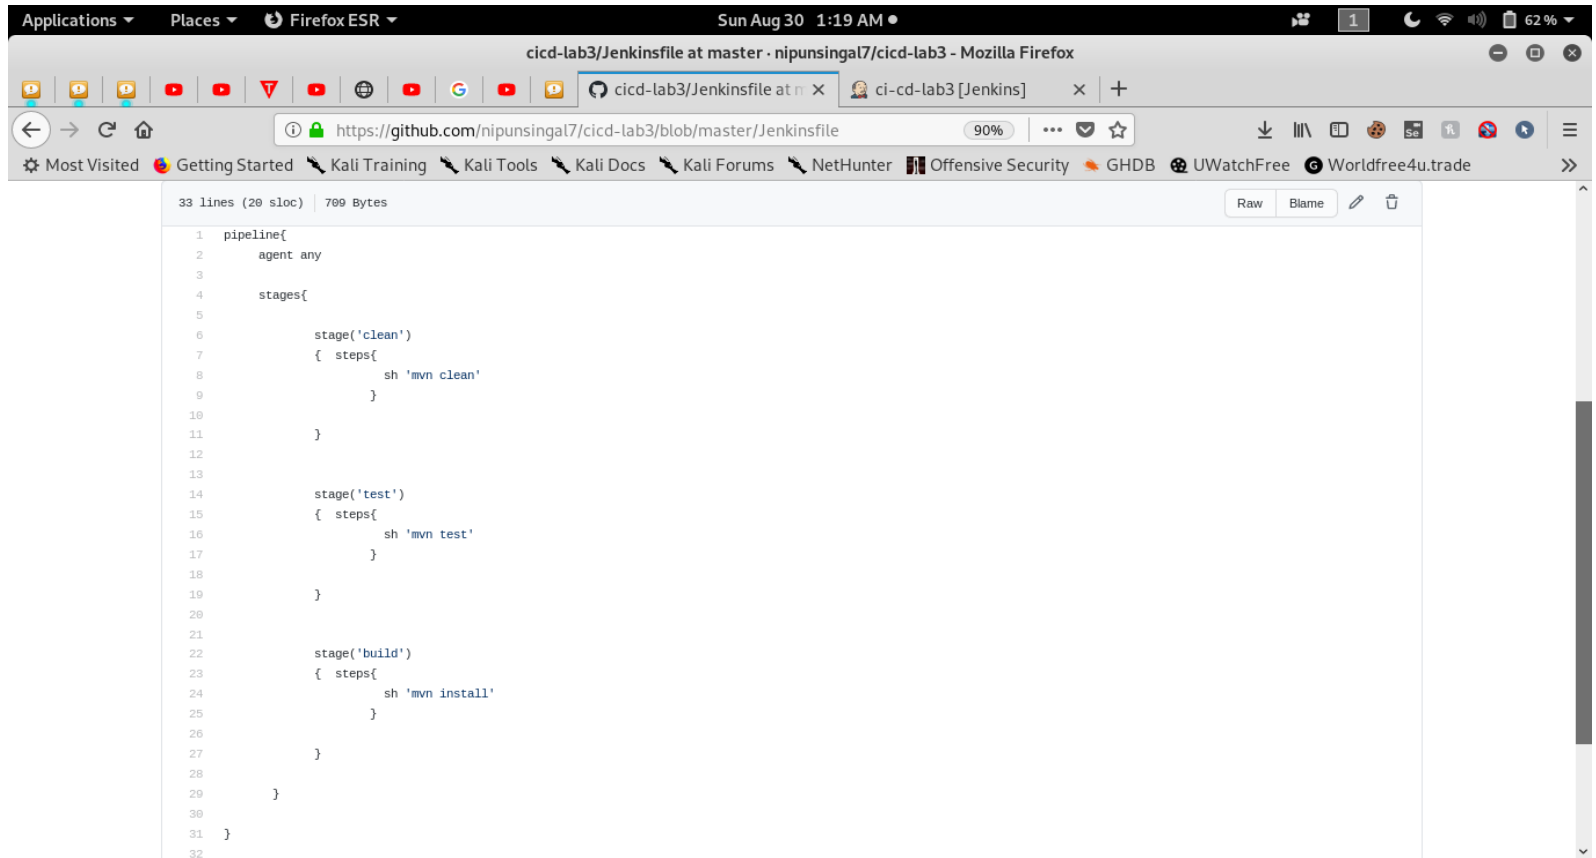 Applications Places Firefox ESR Sun Aug 30 1:19 AM 1 62 %
cicd-lab3/Jenkinsfile at master · nipunsingal7/cicd-lab3 - Mozilla Firefox
cicd-lab3/Jenkinsfile at m ci-cd-lab3 [Jenkins]
https://github.com/nipunsingal7/cicd-lab3/blob/master/Jenkinsfile 90%
Most Visited Getting Started Kali Training Kali Tools Kali Docs Kali Forums NetHunter Offensive Security GHDB UWatchFree Worldfree4u.trade
33 lines (20 sloc) 709 Bytes Raw Blame
1 pipeline{
2 agent any
3
4 stages{
5
6 stage('clean')
7 { steps{
8 sh 'mvn clean'
9 }
10
11 }
12
13
14 stage('test')
15 { steps{
16 sh 'mvn test'
17 }
18
19 }
20
21
22 stage('build')
23 { steps{
24 sh 'mvn install'
25 }
26
27 }
28
29 }
30
31 }
32